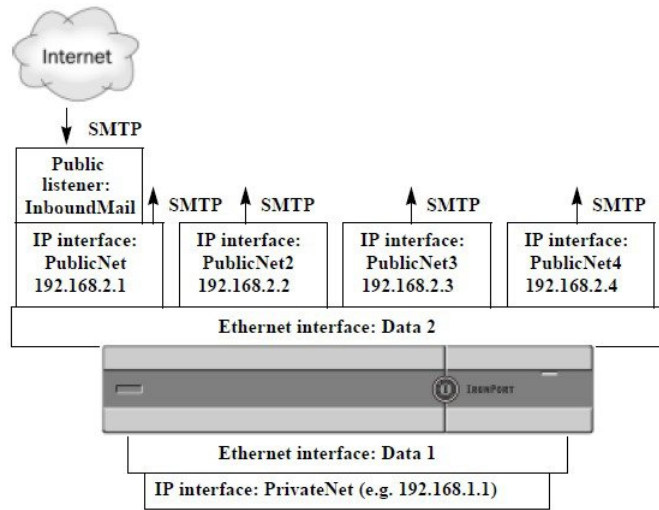 Internet
SMTP
Public
listener:
InboundMail
SMTP
SMTP
SMTP
SMTP
IP interface:
PublicNet
192.168.2.1
IP interface:
PublicNet2
192.168.2.2
IP interface:
PublicNet3
192.168.2.3
IP interface:
PublicNet4
192.168.2.4
Ethernet interface: Data 2
IRONPORT
Ethernet interface: Data 1
IP interface: PrivateNet (e.g. 192.168.1.1)